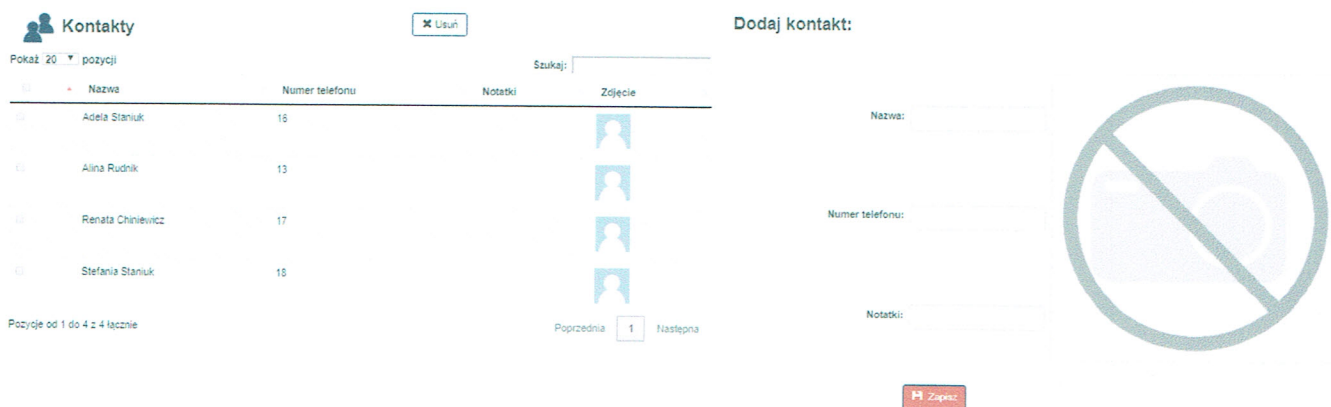 Kontakty
Usuń
Pokaż 20 pozycji
Szukaj:
Nazwa Numer telefonu Notatki Zdjęcie
Adela Staniuk 16
Alina Rudnik 13
Renata Chiniewicz 17
Stefania Staniuk 18
Pozycje od 1 do 4 z 4 łącznie
Poprzednia 1 Następna
Dodaj kontakt:
Nazwa:
Numer telefonu:
Notatki:
Zapisz